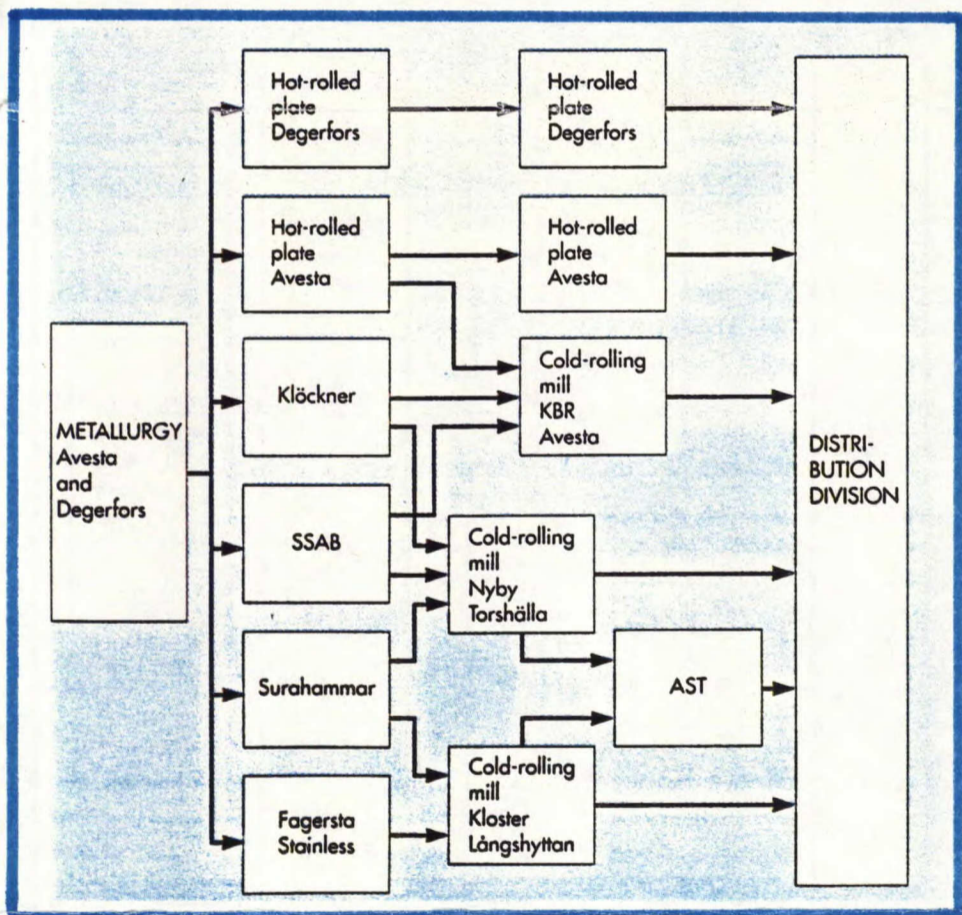 METALLURGY
Avesta
and
Degerfors
Hot-rolled
plate
Degerfors
Hot-rolled
plate
Avesta
Klöckner
SSAB
Surahammar
Fagersta
Stainless
Hot-rolled
plate
Degerfors
Hot-rolled
plate
Avesta
Cold-rolling
mill
KBR
Avesta
Cold-rolling
mill
Nyby
Torshälla
Cold-rolling
mill
Kloster
Långshyttan
AST
DISTRI-
BUTION
DIVISION